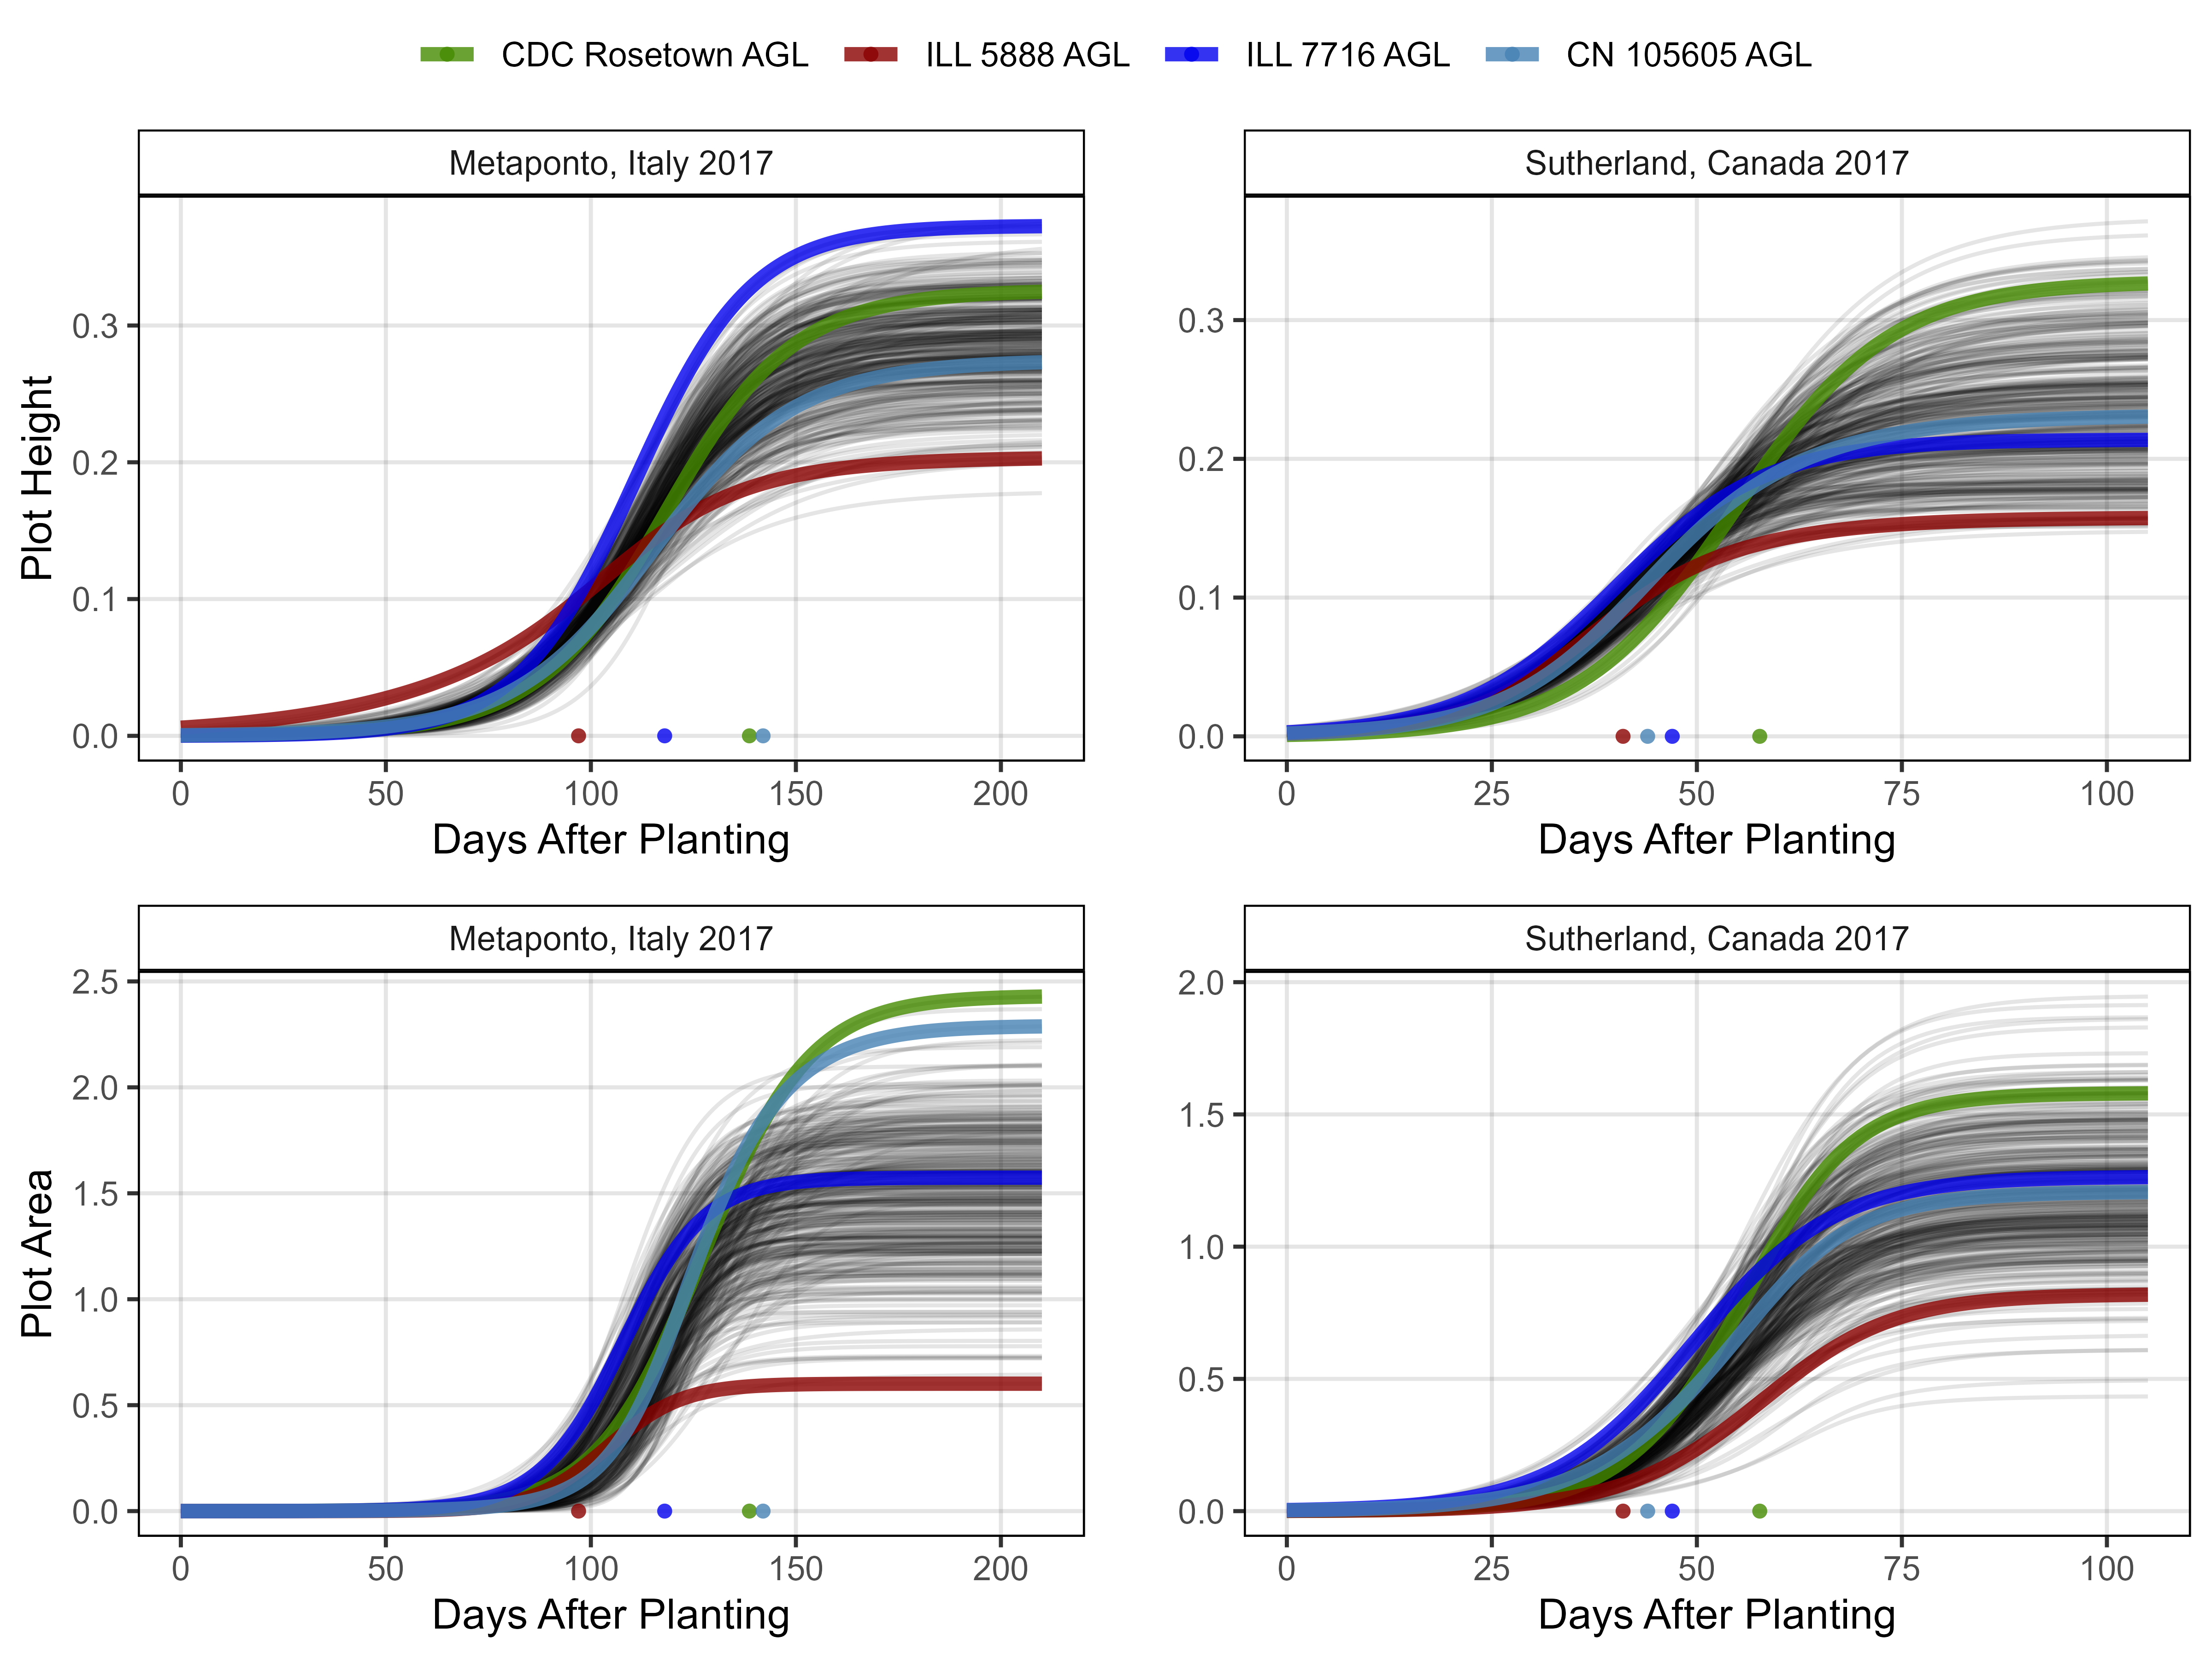 CDC Rosetown AGL ILL 5888 AGL ILL 7716 AGL CN 105605 AGL
Metaponto, Italy 2017
Plot Height
0.3
0.2
0.1
0.0
0 50 100 150 200
Days After Planting
Sutherland, Canada 2017
0.3
0.2
0.1
0.0
0 25 50 75 100
Days After Planting
Metaponto, Italy 2017
Plot Area
2.5
2.0
1.5
1.0
0.5
0.0
0 50 100 150 200
Days After Planting
Sutherland, Canada 2017
2.0
1.5
1.0
0.5
0.0
0 25 50 75 100
Days After Planting